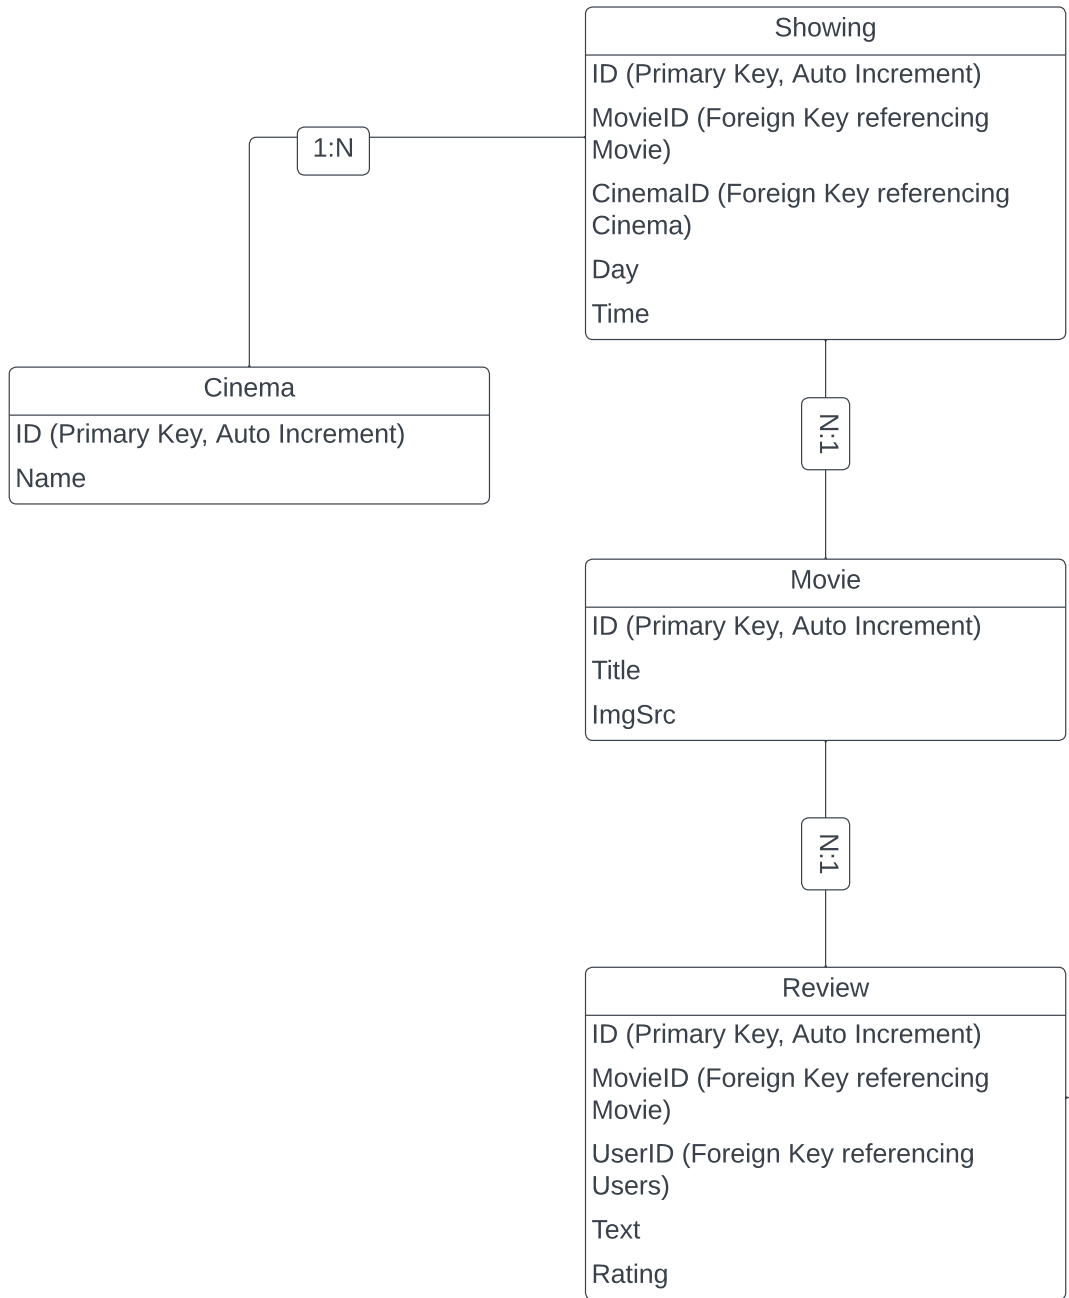 Showing
ID (Primary Key, Auto Increment)
MovieID (Foreign Key referencing
Movie)
CinemaID (Foreign Key referencing
Cinema)
Day
Time
1:N
Cinema
ID (Primary Key, Auto Increment)
Name
N:1
Movie
ID (Primary Key, Auto Increment)
Title
ImgSrc
N:1
Review
ID (Primary Key, Auto Increment)
MovieID (Foreign Key referencing
Movie)
UserID (Foreign Key referencing
Users)
Text
Rating